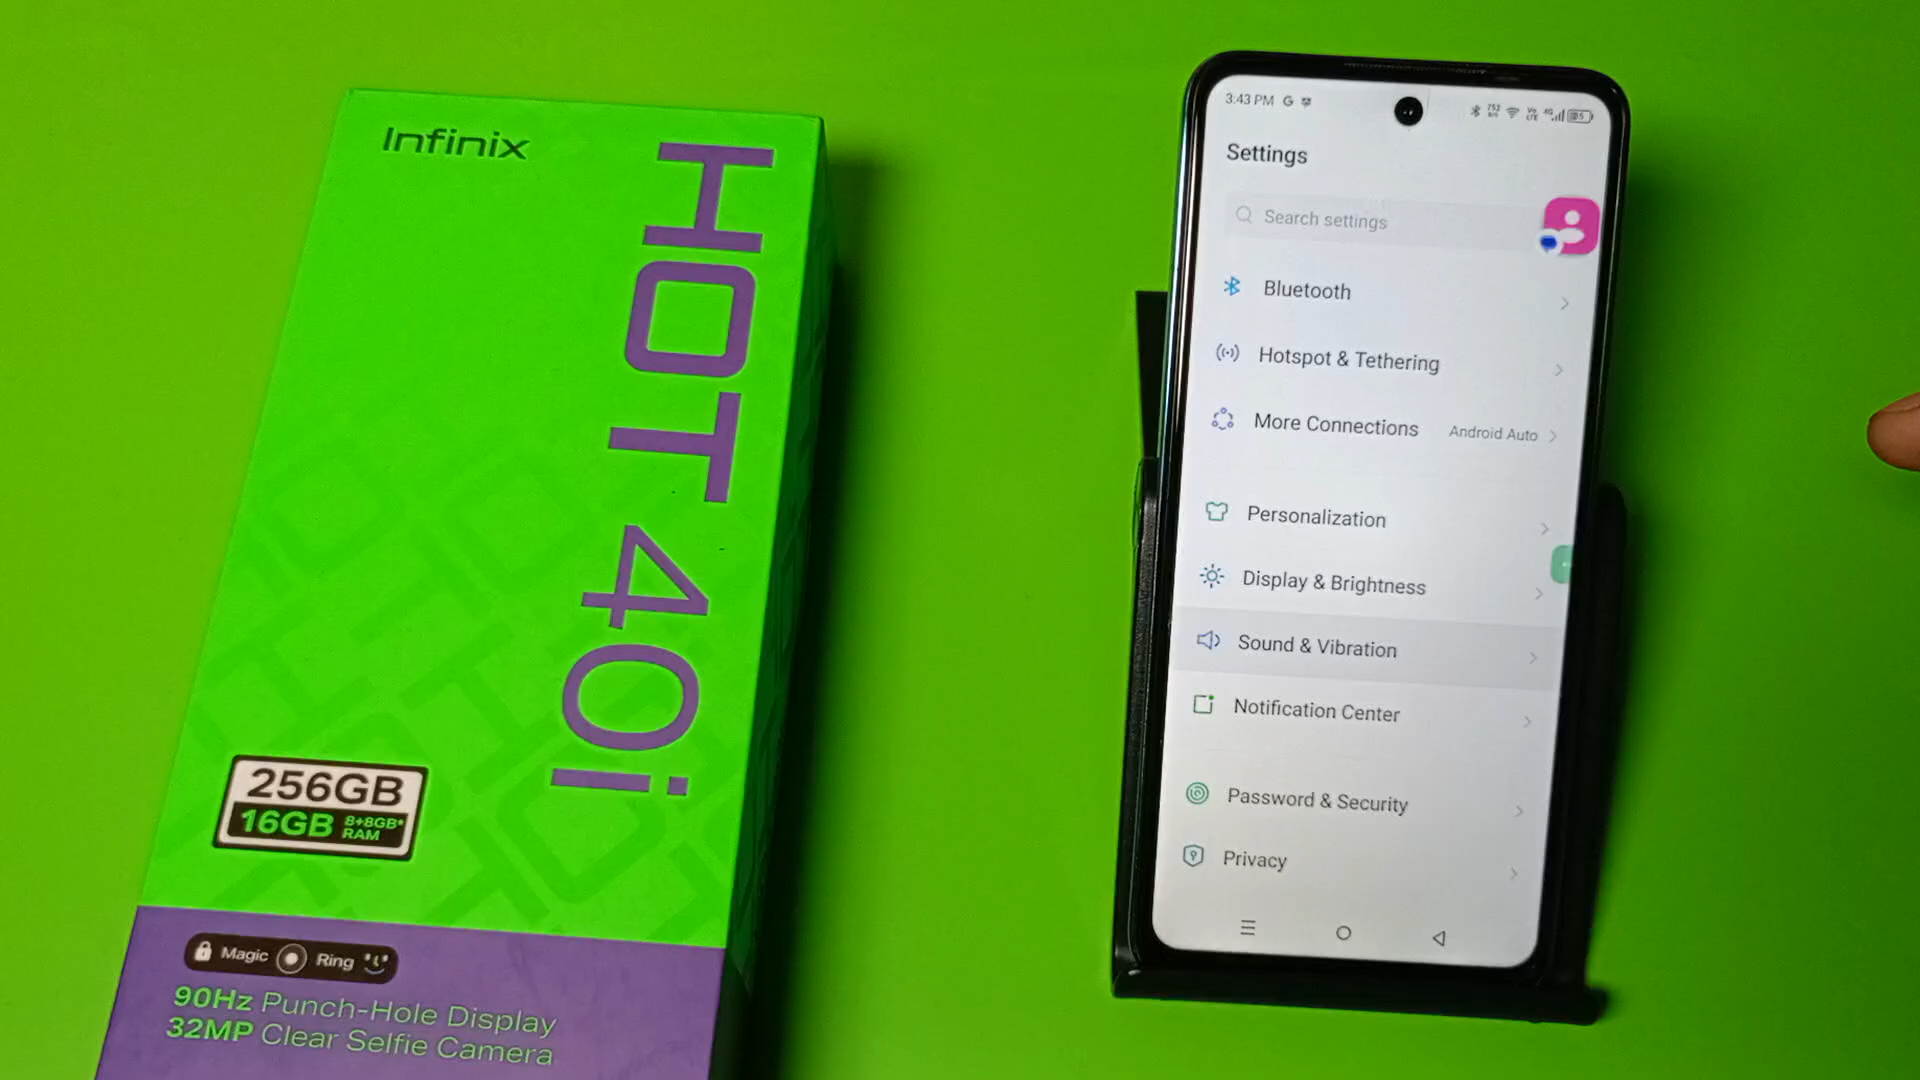 Infinix
HOT 40i
256GB
16GB 8+8GB*
RAM
Magic Ring
90Hz Punch-Hole Display
32MP Clear Selfie Camera
3:43 PM G
Settings
Search settings
Bluetooth
Hotspot & Tethering
More Connections Android Auto
Personalization
Display & Brightness
Sound & Vibration
Notification Center
Password & Security
Privacy